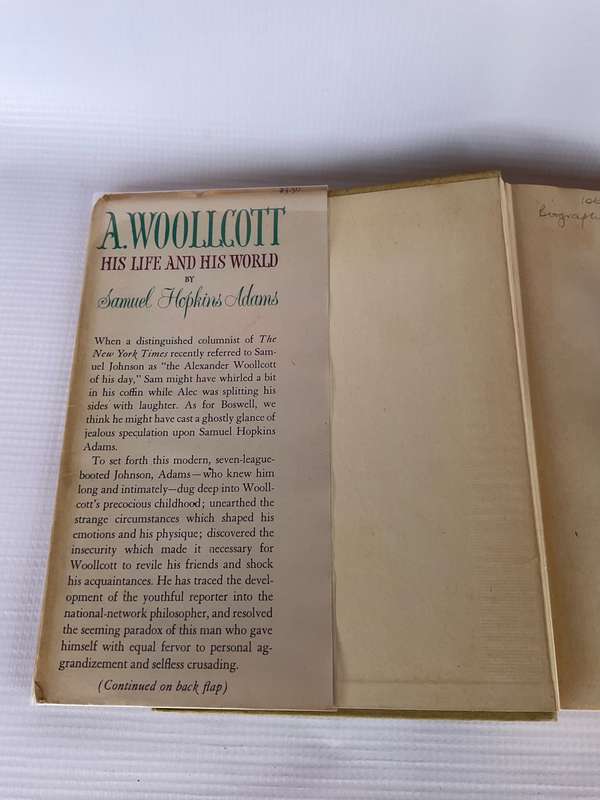 $3.50
A. WOOLLCOTT
HIS LIFE AND HIS WORLD
BY
Samuel Hopkins Adams
When a distinguished columnist of The
New York Times recently referred to Sam-
uel Johnson as "the Alexander Woollcott
of his day," Sam might have whirled a bit
in his coffin while Alec was splitting his
sides with laughter. As for Boswell, we
think he might have cast a ghostly glance of
jealous speculation upon Samuel Hopkins
Adams.
To set forth this modern, seven-league-
booted Johnson, Adams—who knew him
long and intimately—dug deep into Wooll-
cott's precocious childhood; unearthed the
strange circumstances which shaped his
emotions and his physique; discovered the
insecurity which made it necessary for
Woollcott to revile his friends and shock
his acquaintances. He has traced the devel-
opment of the youthful reporter into the
national-network philosopher, and resolved
the seeming paradox of this man who gave
himself with equal fervor to personal ag-
grandizement and selfless crusading.
(Continued on back flap)